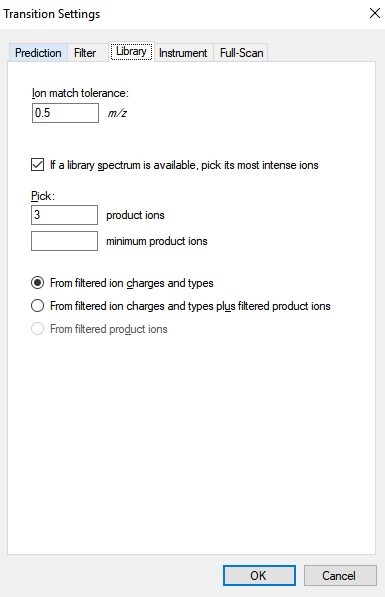 Transition Settings
Prediction Filter Library Instrument Full-Scan
Ion match tolerance:
0.5 m/z
If a library spectrum is available, pick its most intense ions
Pick:
3 product ions
minimum product ions
From filtered ion charges and types
From filtered ion charges and types plus filtered product ions
From filtered product ions
OK Cancel